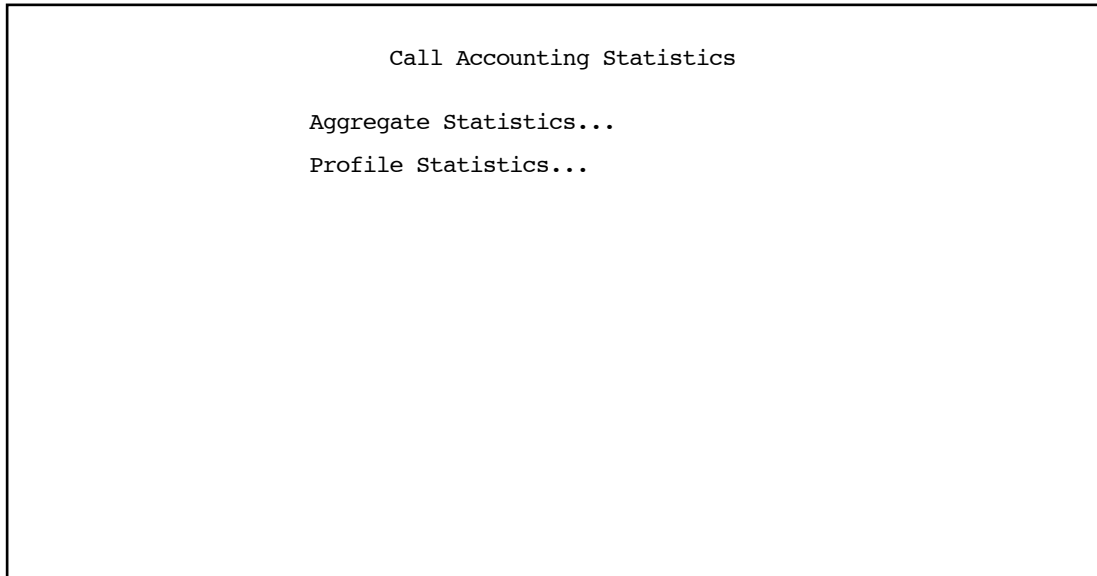 Call Accounting Statistics
Aggregate Statistics...
Profile Statistics...